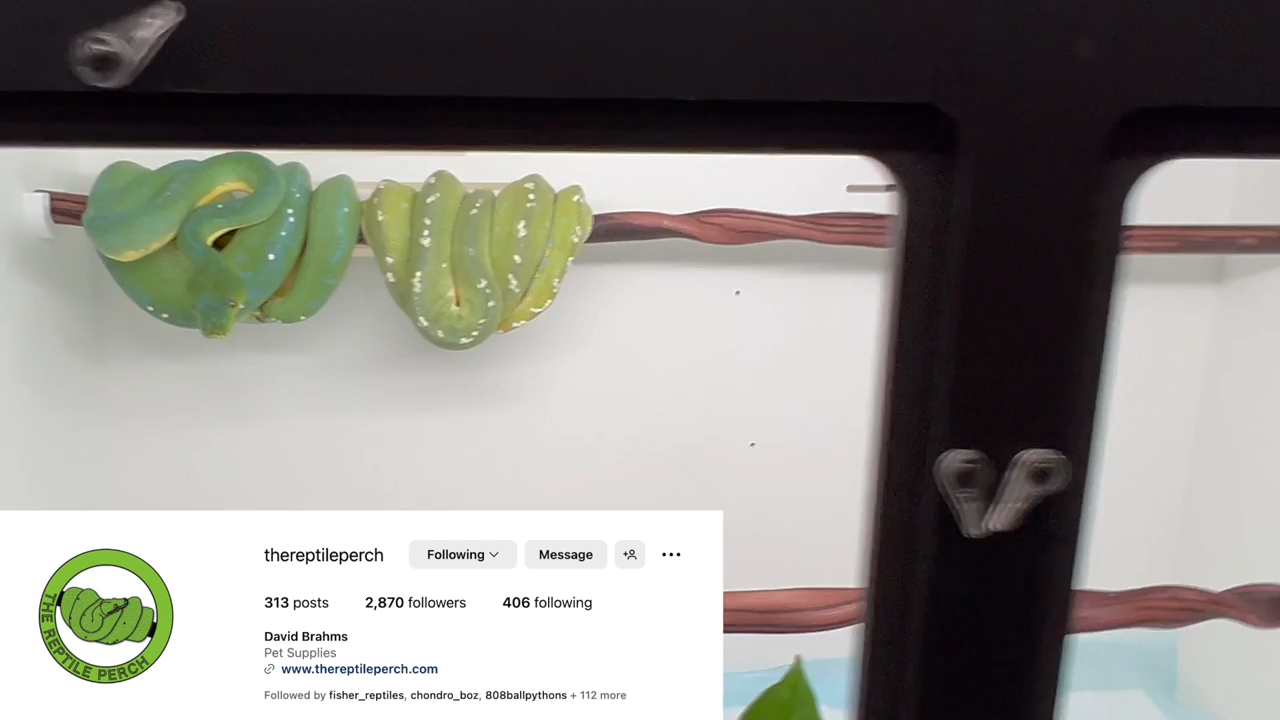 thereptileperch Following Message
313 posts 2,870 followers 406 following
David Brahms
Pet Supplies
www.thereptileperch.com
Followed by fisher_reptiles, chondro_boz, 808ballpythons + 112 more
THE REPTILE PERCH